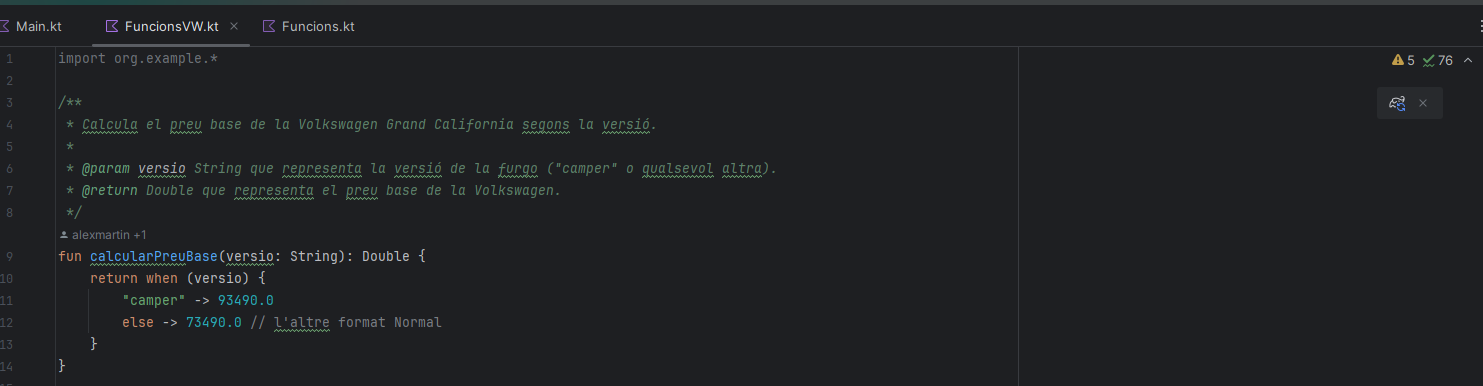 Main.kt FuncionsVW.kt Funcions.kt
1 import org.example.*
5 76
2
3 /**
4 * Calcula el preu base de la Volkswagen Grand California segons la versió.
5 *
6 * @param versio String que representa la versió de la furgo ("camper" o qualsevol altra).
7 * @return Double que representa el preu base de la Volkswagen.
8 */
alexmartin +1
9 fun calcularPreuBase(versio: String): Double {
10 return when (versio) {
11 "camper" -> 93490.0
12 else -> 73490.0 // l'altre format Normal
13 }
14 }